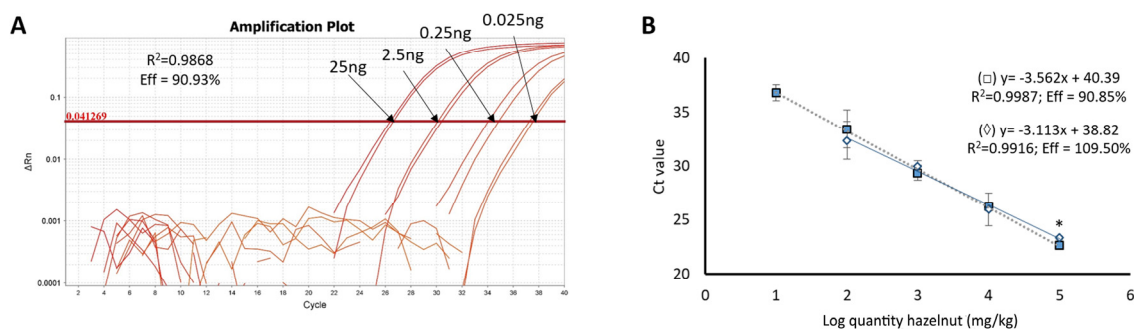 A
Amplification Plot
R²=0.9868
Eff = 90.93%
25ng
2.5ng
0.25ng
0.025ng
ΔRn
0.1
0.041269
0.01
0.001
0.0001
2 4 6 8 10 12 14 16 18 20 22 24 26 28 30 32 34 36 38 40
Cycle
B
Ct value
40
35
30
25
20
(□) y= -3.562x + 40.39
R²=0.9987; Eff = 90.85%
(◊) y= -3.113x + 38.82
R²=0.9916; Eff = 109.50%
*
0 1 2 3 4 5 6
Log quantity hazelnut (mg/kg)